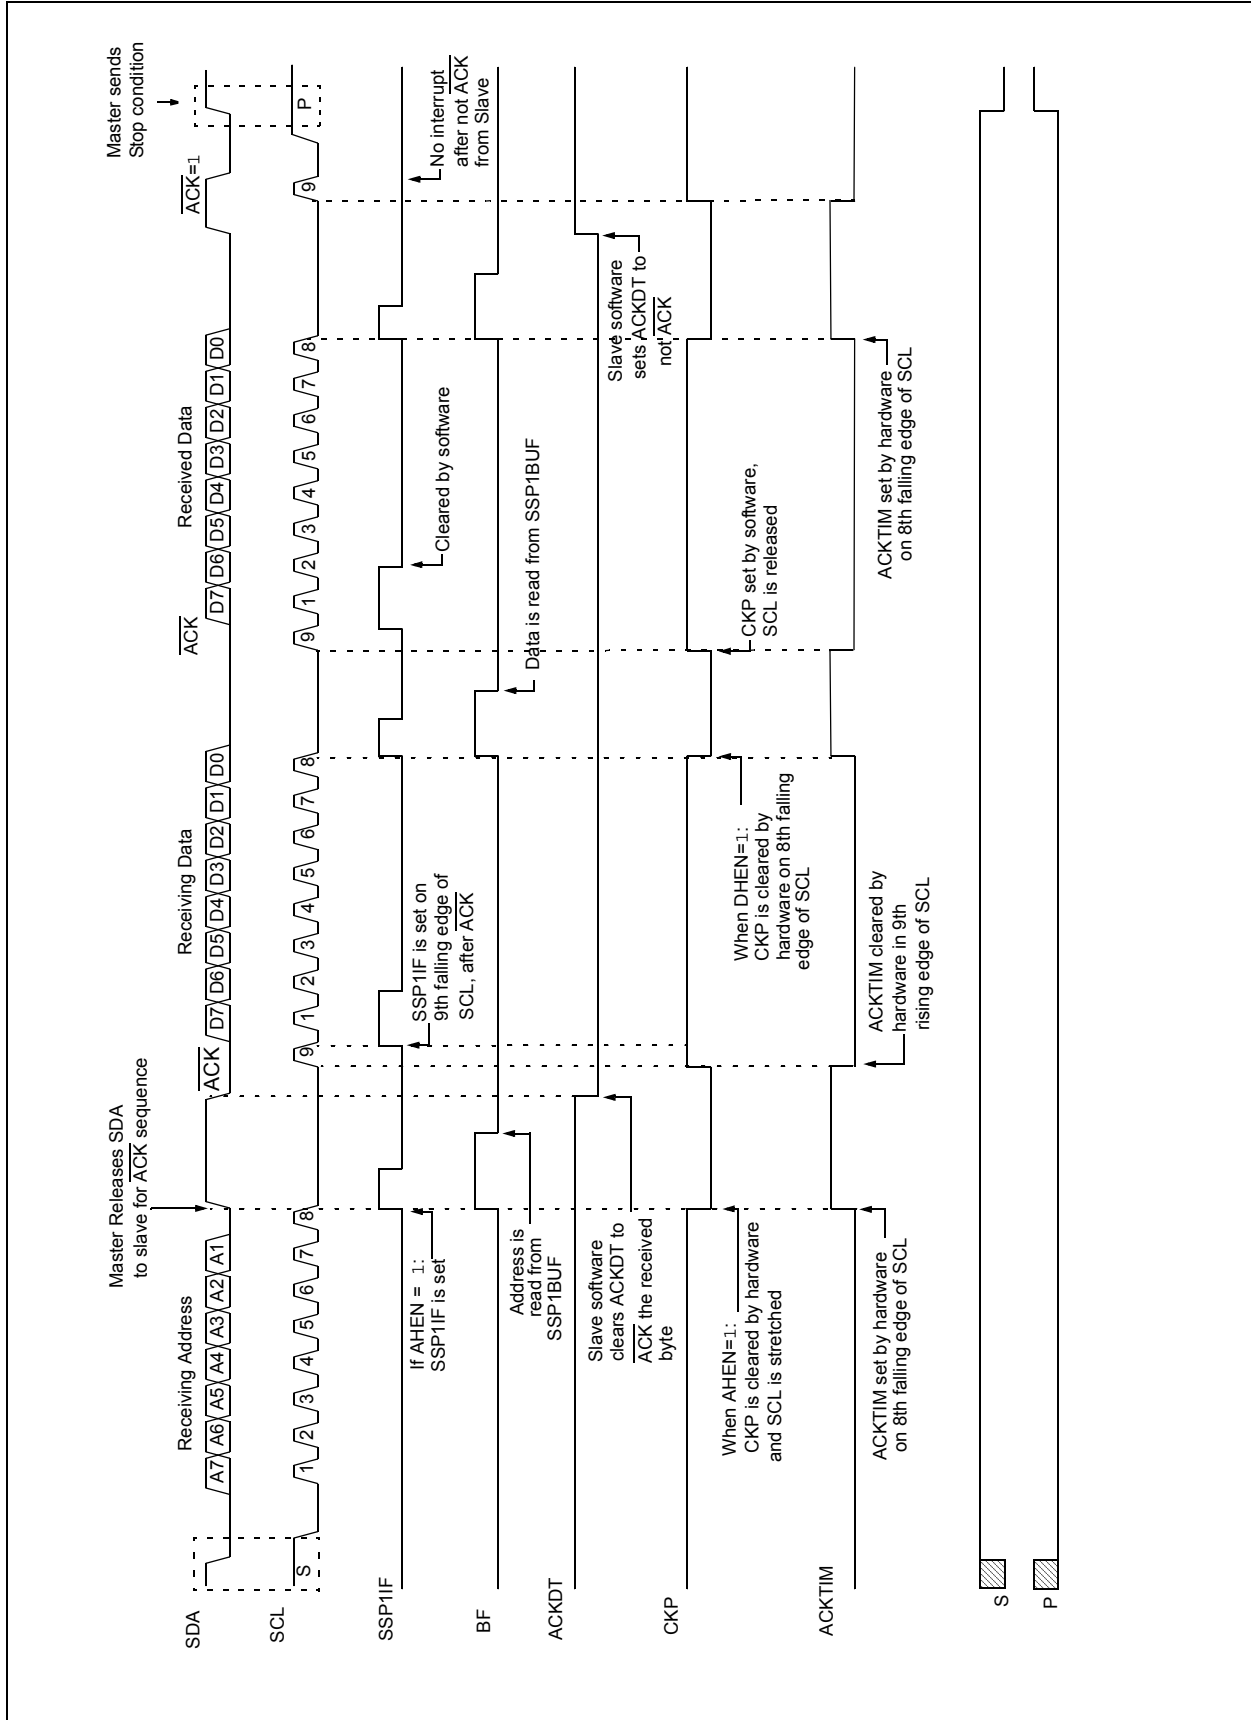 Master Releases SDA
to slave for ACK sequence
Master sends
Stop condition
Receiving Address
Receiving Data
Received Data
ACK
ACK
ACK=1
SDA
A7 A6 A5 A4 A3 A2 A1
D7 D6 D5 D4 D3 D2 D1 D0
D7 D6 D5 D4 D3 D2 D1 D0
SCL
S
1 2 3 4 5 6 7 8
9 1 2 3 4 5 6 7 8
9 1 2 3 4 5 6 7 8
9
P
SSP1IF
If AHEN = 1:
SSP1IF is set
SSP1IF is set on
9th falling edge of
SCL, after ACK
Cleared by software
No interrupt
after not ACK
from Slave
BF
Address is
read from
SSP1BUF
Data is read from SSP1BUF
ACKDT
Slave software
clears ACKDT to
ACK the received
byte
Slave software
sets ACKDT to
not ACK
CKP
When AHEN=1:
CKP is cleared by hardware
and SCL is stretched
When DHEN=1:
CKP is cleared by
hardware on 8th falling
edge of SCL
CKP set by software,
SCL is released
ACKTIM
ACKTIM set by hardware
on 8th falling edge of SCL
ACKTIM cleared by
hardware in 9th
rising edge of SCL
ACKTIM set by hardware
on 8th falling edge of SCL
S
P